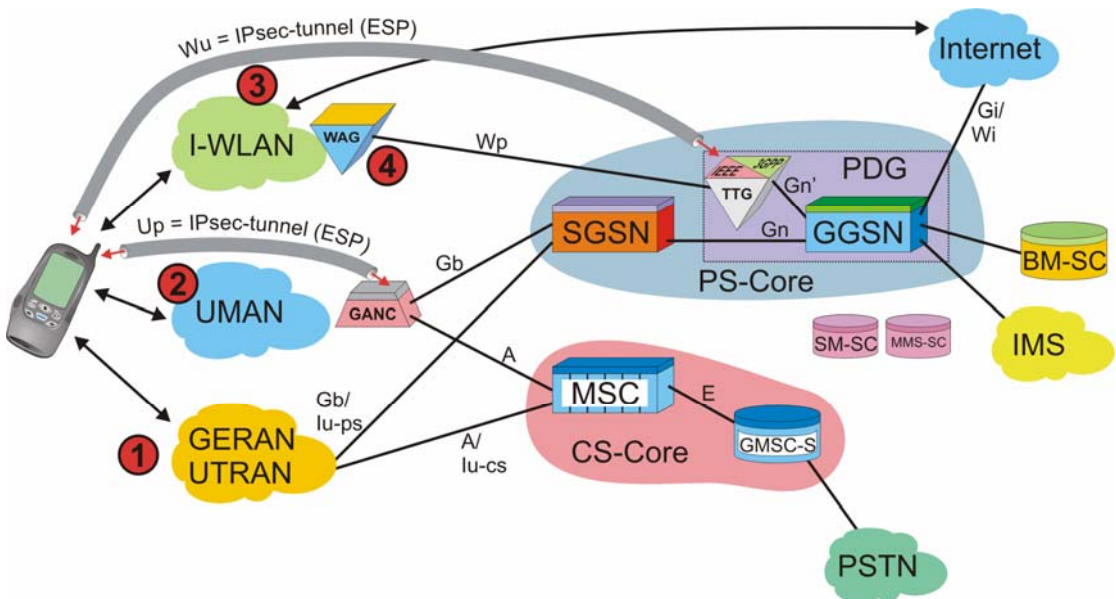 Wu = IPsec-tunnel (ESP)
Internet
3
I-WLAN
WAG
4
Wp
Gi/
Wi
IEEE
3GPP
TTG
Gn'
PDG
SGSN
Gn
GGSN
PS-Core
BM-SC
Up = IPsec-tunnel (ESP)
Gb
2
UMAN
GANC
SM-SC
MMS-SC
IMS
A
MSC
E
GMSC-S
CS-Core
Gb/
Iu-ps
A/
Iu-cs
1
GERAN
UTRAN
PSTN